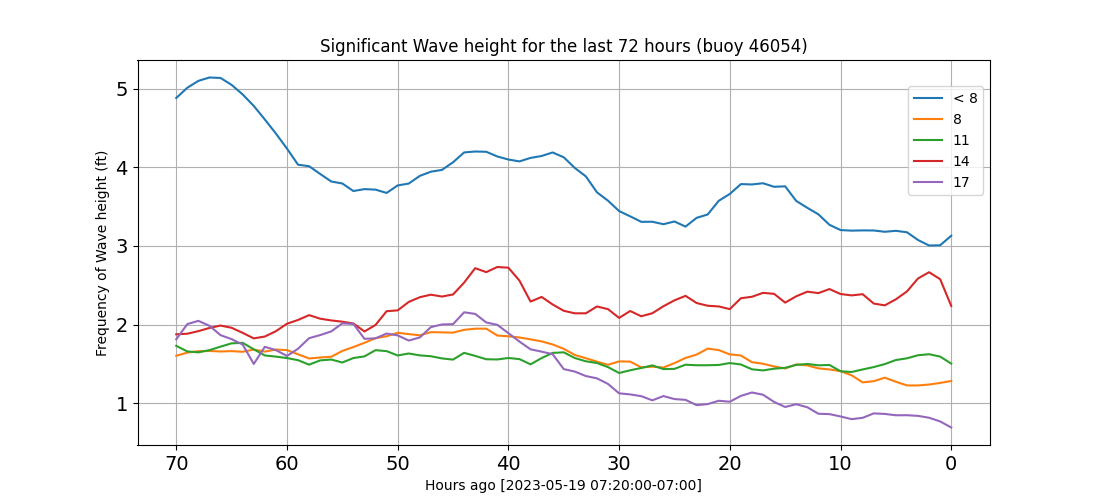 Significant Wave height for the last 72 hours (buoy 46054)
Frequency of Wave height (ft)
5
4
3
2
1
< 8
8
11
14
17
70 60 50 40 30 20 10 0
Hours ago [2023-05-19 07:20:00-07:00]